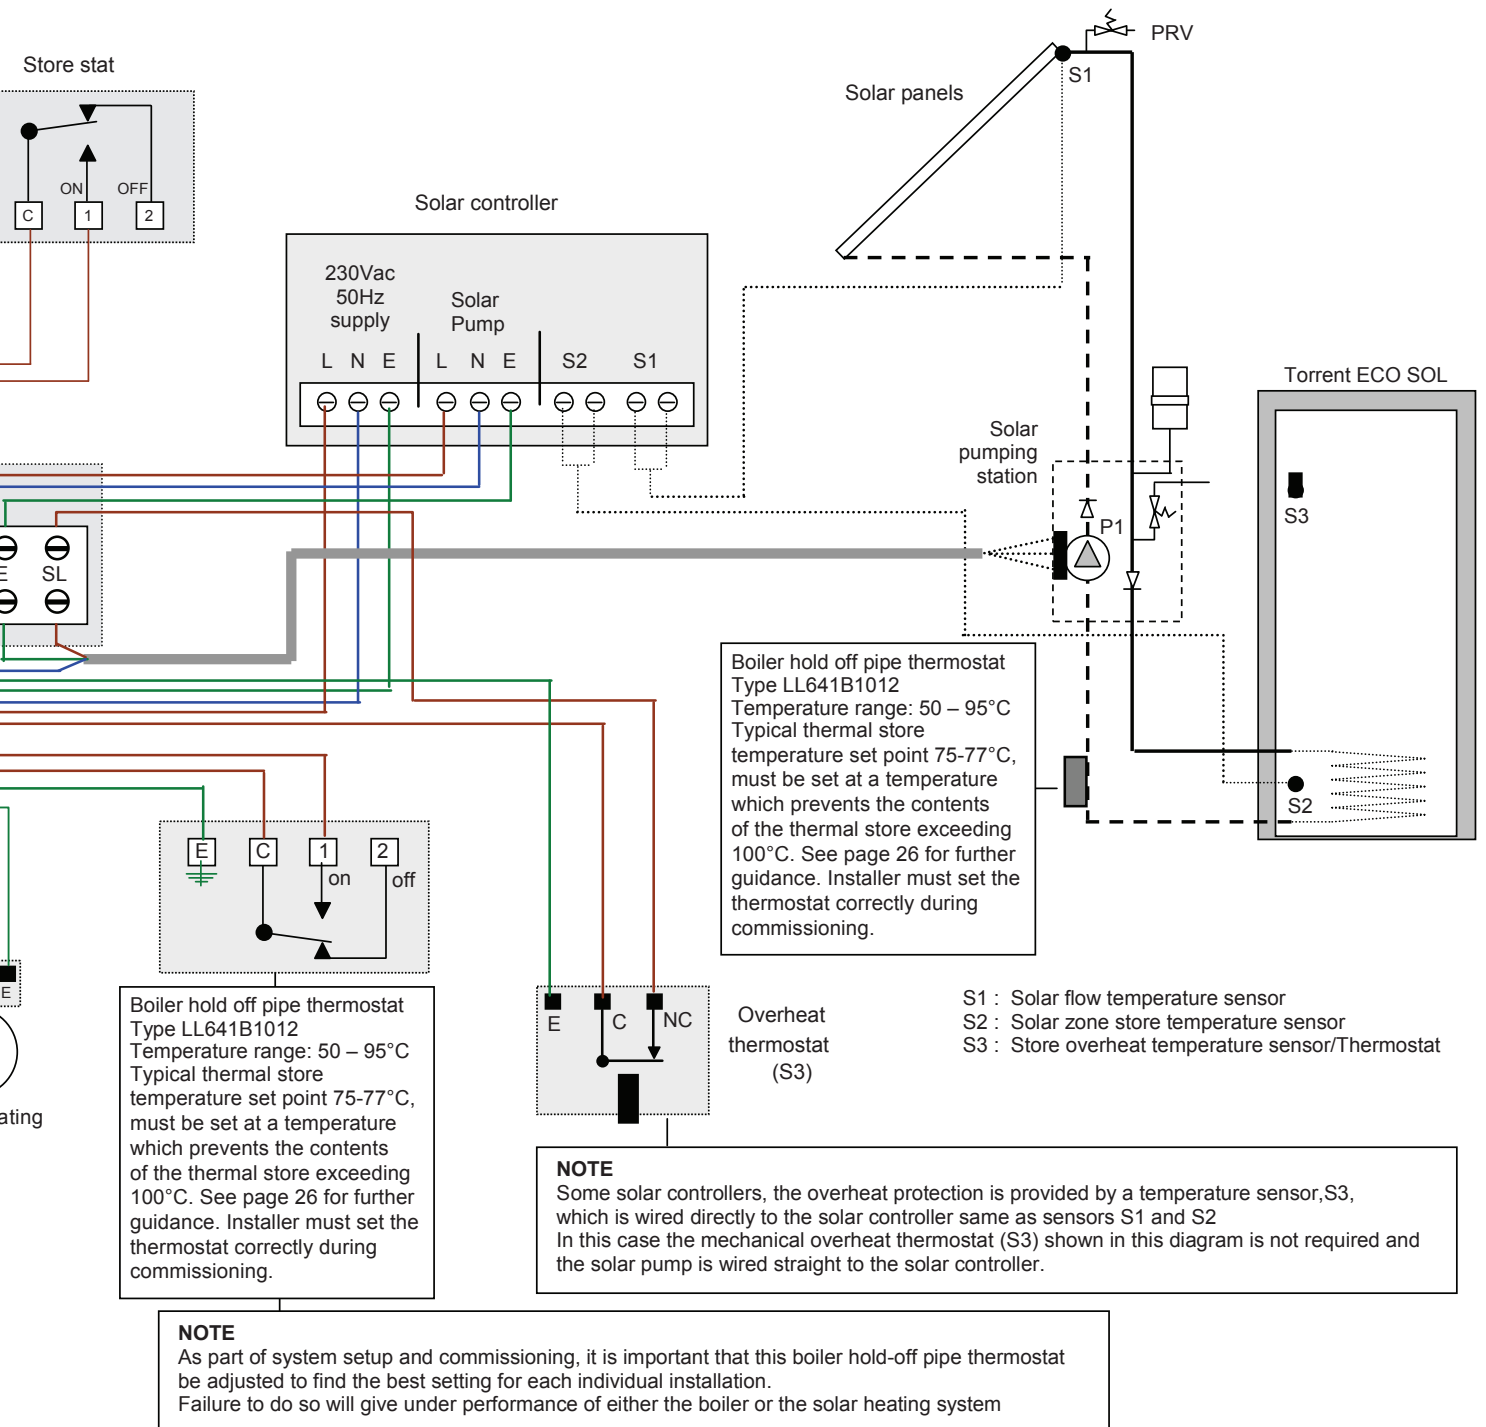 PRV
Store stat
S1
Solar panels
ON OFF
C 1 2
Solar controller
230Vac
50Hz
supply
Solar
Pump
L N E L N E S2 S1
Torrent ECO SOL
Solar
pumping
station
S3
P1
E SL
Boiler hold off pipe thermostat
Type LL641B1012
Temperature range: 50 – 95°C
Typical thermal store
temperature set point 75-77°C,
must be set at a temperature
which prevents the contents
of the thermal store exceeding
100°C. See page 26 for further
guidance. Installer must set the
thermostat correctly during
commissioning.
S2
E C 1 2
on off
E
ating
Boiler hold off pipe thermostat
Type LL641B1012
Temperature range: 50 – 95°C
Typical thermal store
temperature set point 75-77°C,
must be set at a temperature
which prevents the contents
of the thermal store exceeding
100°C. See page 26 for further
guidance. Installer must set the
thermostat correctly during
commissioning.
E C NC
Overheat
thermostat
(S3)
S1 : Solar flow temperature sensor
S2 : Solar zone store temperature sensor
S3 : Store overheat temperature sensor/Thermostat
NOTE
Some solar controllers, the overheat protection is provided by a temperature sensor,S3,
which is wired directly to the solar controller same as sensors S1 and S2
In this case the mechanical overheat thermostat (S3) shown in this diagram is not required and
the solar pump is wired straight to the solar controller.
NOTE
As part of system setup and commissioning, it is important that this boiler hold-off pipe thermostat
be adjusted to find the best setting for each individual installation.
Failure to do so will give under performance of either the boiler or the solar heating system